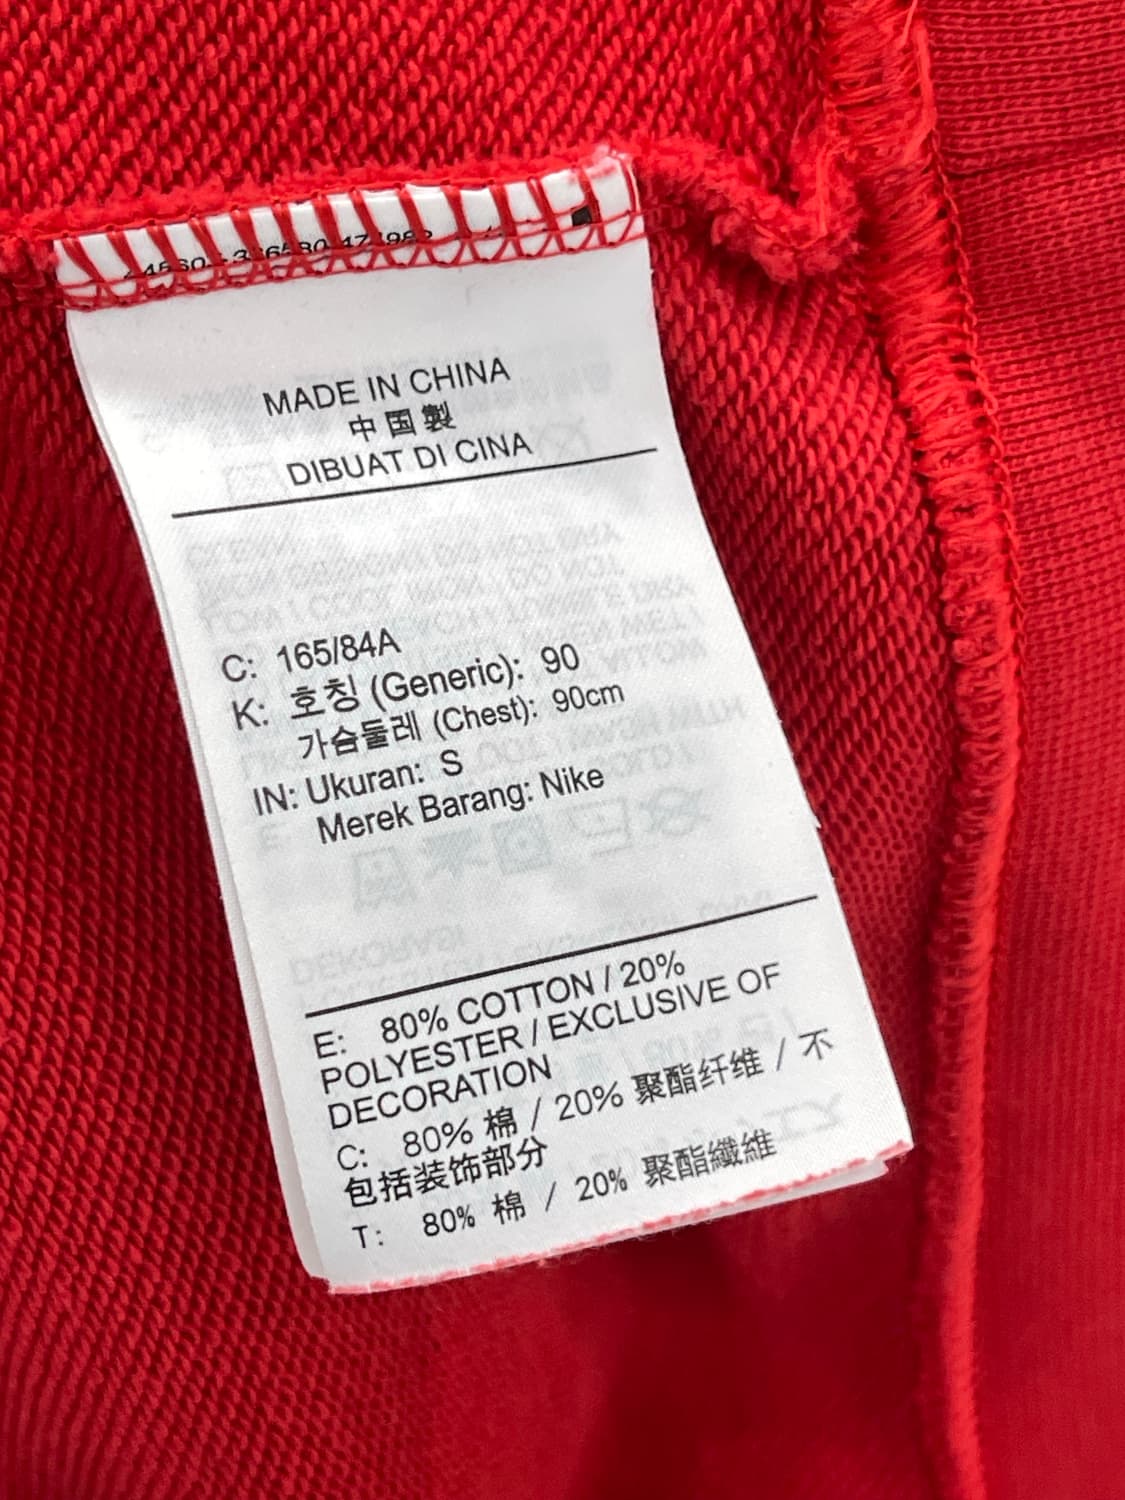 MADE IN CHINA
中国製
DIBUAT DI CINA
C: 165/84A
K: 호칭 (Generic): 90
가슴둘레 (Chest): 90cm
IN: Ukuran: S
Merek Barang: Nike
E: 80% COTTON / 20%
POLYESTER / EXCLUSIVE OF
DECORATION
C: 80% 棉 / 20% 聚酯纤维 / 不
包括装饰部分
T: 80% 棉 / 20% 聚酯纖維